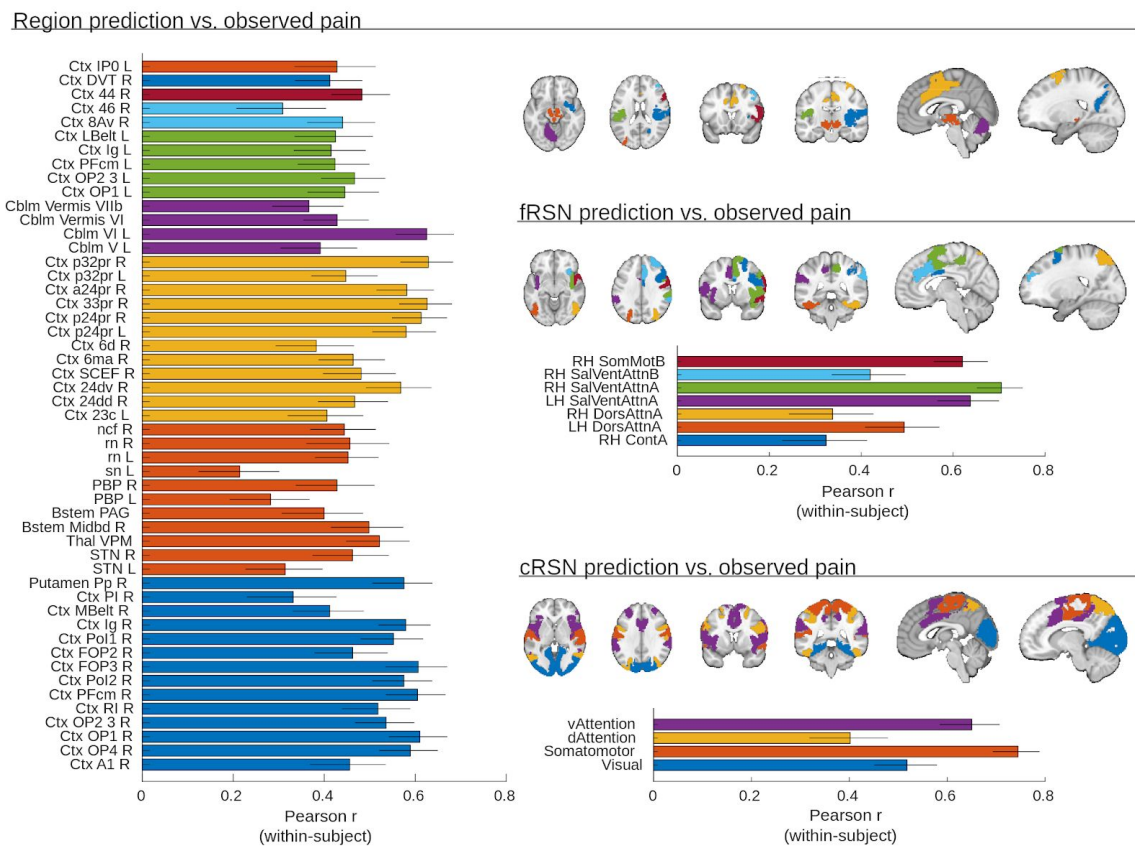 Region prediction vs. observed pain
Ctx IP0 L
Ctx DVT R
Ctx 44 R
Ctx 46 R
Ctx 8Av R
Ctx LBelt L
Ctx Ig L
Ctx PFcm L
Ctx OP2 3 L
Ctx OP1 L
Cblm Vermis VIIb
Cblm Vermis VI
Cblm VI L
Cblm V L
Ctx p32pr R
Ctx p32pr L
Ctx a24pr R
Ctx 33pr R
Ctx p24pr R
Ctx p24pr L
Ctx 6d R
Ctx 6ma R
Ctx SCEF R
Ctx 24dv R
Ctx 24dd R
Ctx 23c L
ncf R
rn R
rn L
sn L
PBP R
PBP L
Bstem PAG
Bstem Midbd R
Thal VPM
STN R
STN L
Putamen Pp R
Ctx PI R
Ctx MBelt R
Ctx Ig R
Ctx PoI1 R
Ctx FOP2 R
Ctx FOP3 R
Ctx PoI2 R
Ctx PFcm R
Ctx RI R
Ctx OP2 3 R
Ctx OP1 R
Ctx OP4 R
Ctx A1 R
0 0.2 0.4 0.6 0.8
Pearson r
(within-subject)
fRSN prediction vs. observed pain
RH SomMotB
RH SalVentAttnB
RH SalVentAttnA
LH SalVentAttnA
RH DorsAttnA
LH DorsAttnA
RH ContA
0 0.2 0.4 0.6 0.8
Pearson r
(within-subject)
cRSN prediction vs. observed pain
vAttention
dAttention
Somatomotor
Visual
0 0.2 0.4 0.6 0.8
Pearson r
(within-subject)